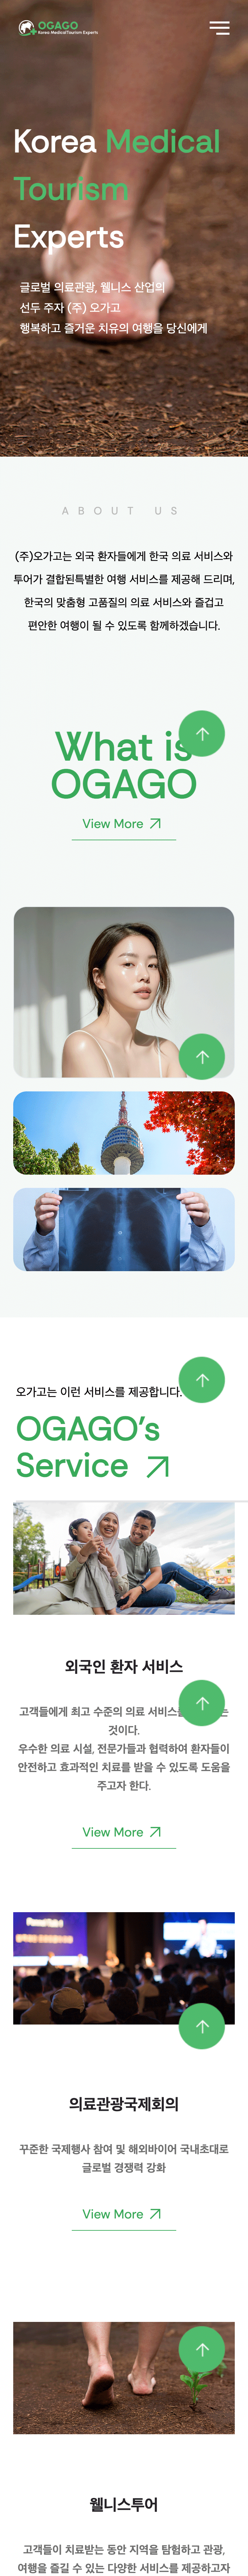 OGAGO
Korea MedicalTourism Experts
Korea Medical
Tourism
Experts
글로벌 의료관광, 웰니스 산업의
선두 주자 (주) 오가고
행복하고 즐거운 치유의 여행을 당신에게
ABOUT US
(주)오가고는 외국 환자들에게 한국 의료 서비스와
투어가 결합된특별한 여행 서비스를 제공해 드리며,
한국의 맞춤형 고품질의 의료 서비스와 즐겁고
편안한 여행이 될 수 있도록 함께하겠습니다.
What is
OGAGO
View More
오가고는 이런 서비스를 제공합니다.
OGAGO's
Service
외국인 환자 서비스
고객들에게 최고 수준의 의료
것이다.
우수한 의료 시설, 전문가들과 협력하여 환자들이
안전하고 효과적인 치료를 받을 수 있도록 도움을
주고자 한다.
View More
의료관광국제회의
꾸준한 국제행사 참여 및 해외바이어 국내초대로
글로벌 경쟁력 강화
View More
웰니스투어
고객들이 치료받는 동안 지역을 탐험하고 관광,
여행을 즐길 수 있는 다양한 서비스를 제공하고자